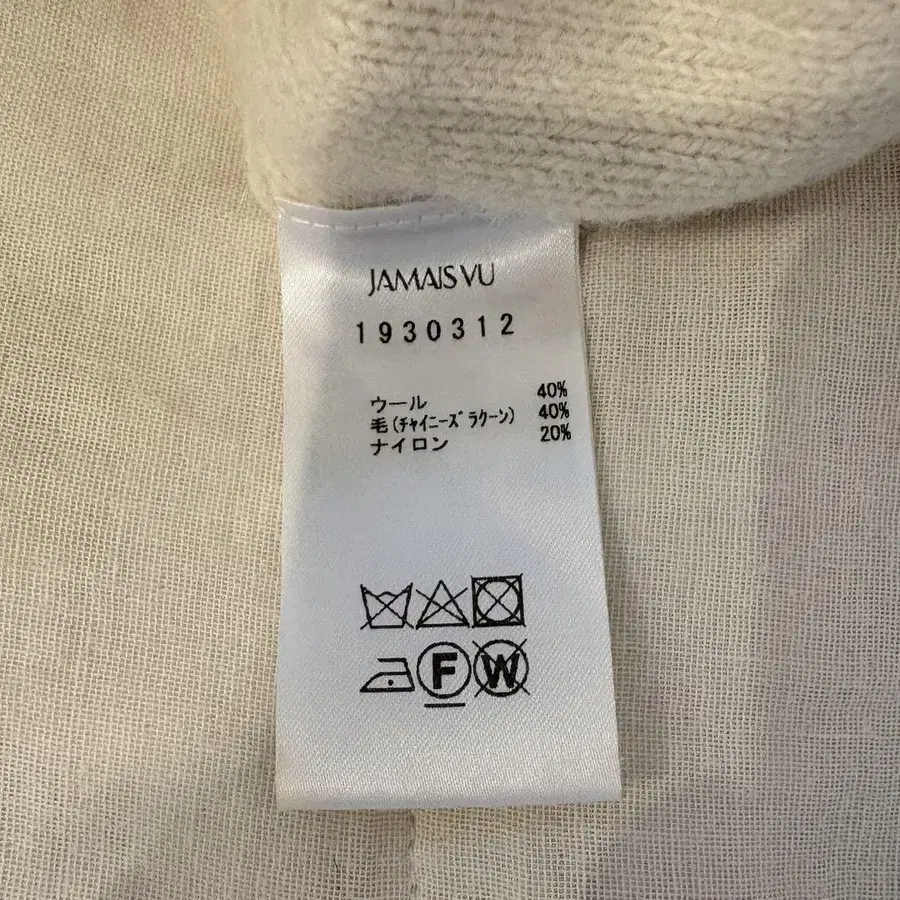 JAMAIS VU
1930312
ウール 40%
毛(ﾁｬｲﾆｰｽﾞﾗｸｰﾝ) 40%
ナイロン 20%
F W